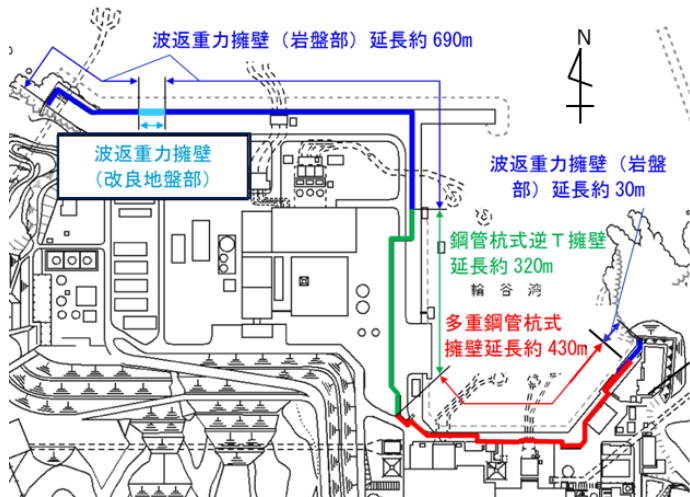 波返重力擁壁（岩盤部）延長約 690m
N
波返重力擁壁
（改良地盤部）
波返重力擁壁（岩盤
部）延長約 30m
鋼管杭式逆Ｔ擁壁
延長約 320m
輪谷湾
多重鋼管杭式
擁壁延長約 430m